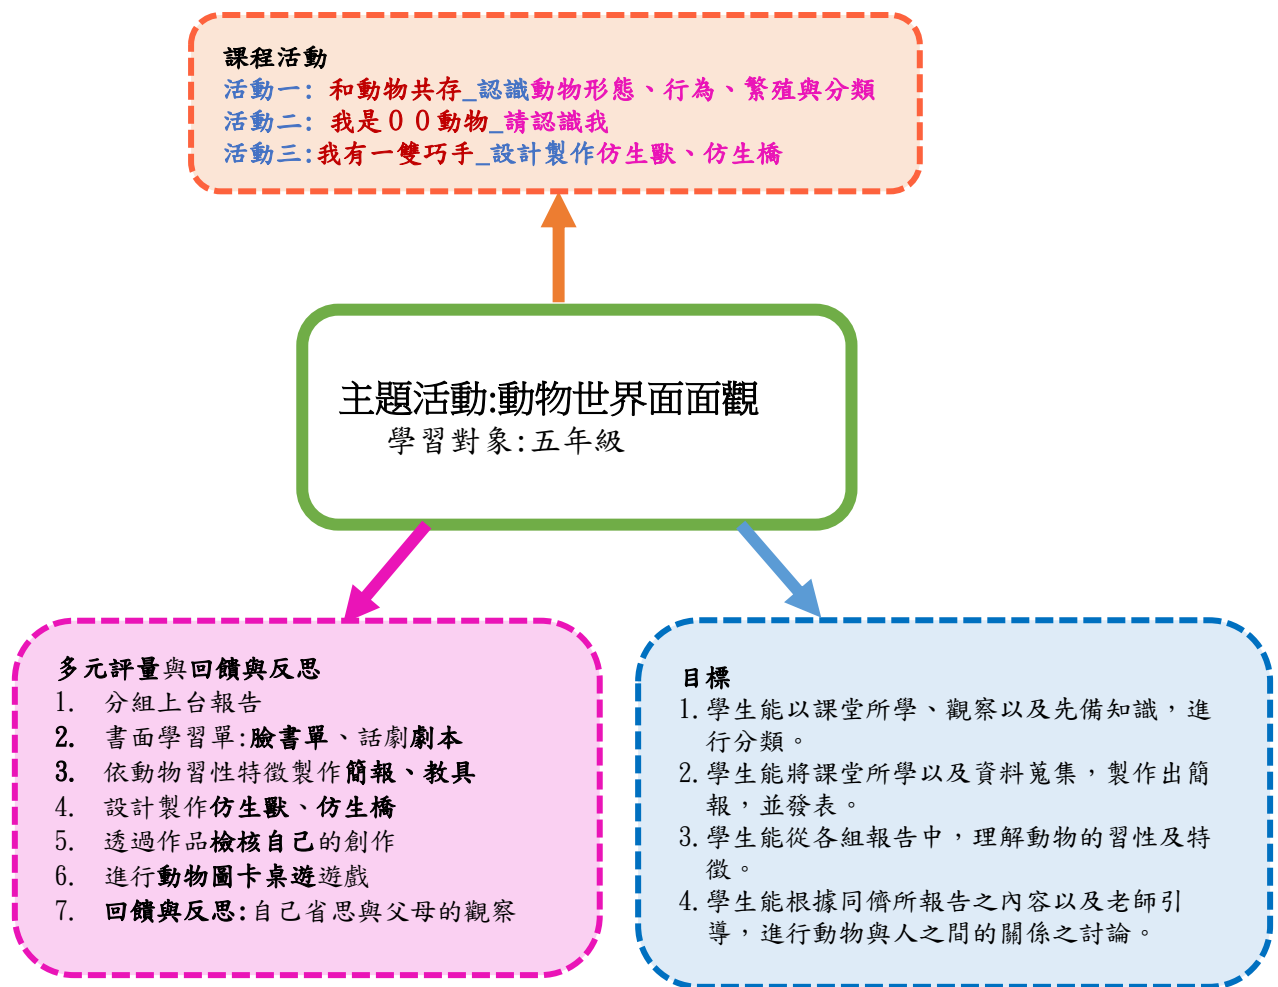 課程活動
活動一: 和動物共存_認識動物形態、行為、繁殖與分類
活動二: 我是００動物_請認識我
活動三:我有一雙巧手_設計製作仿生獸、仿生橋
主題活動:動物世界面面觀
學習對象:五年級
多元評量與回饋與反思
1. 分組上台報告
2. 書面學習單:臉書單、話劇劇本
3. 依動物習性特徵製作簡報、教具
4. 設計製作仿生獸、仿生橋
5. 透過作品檢核自己的創作
6. 進行動物圖卡桌遊遊戲
7. 回饋與反思:自己省思與父母的觀察
目標
1.學生能以課堂所學、觀察以及先備知識，進
行分類。
2.學生能將課堂所學以及資料蒐集，製作出簡
報，並發表。
3.學生能從各組報告中，理解動物的習性及特
徵。
4.學生能根據同儕所報告之內容以及老師引
導，進行動物與人之間的關係之討論。